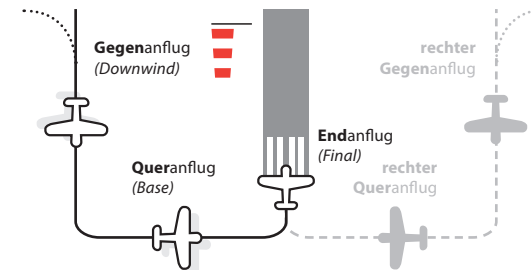 Gegenanflug
(Downwind)
rechter
Gegenanflug
Endanflug
(Final)
Queranflug
(Base)
rechter
Queranflug